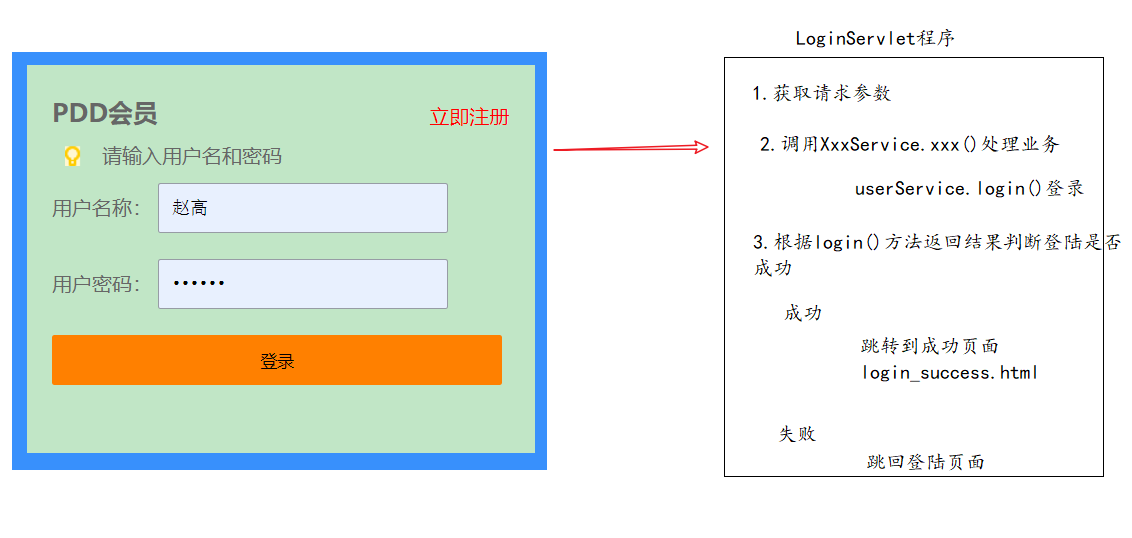 PDD会员
立即注册
请输入用户名和密码
用户名称：
赵高
用户密码：
••••••
登录
LoginServlet程序
1.获取请求参数
2.调用XxxService.xxx()处理业务
userService.login()登录
3.根据login()方法返回结果判断登陆是否
成功
成功
跳转到成功页面
login_success.html
失败
跳回登陆页面